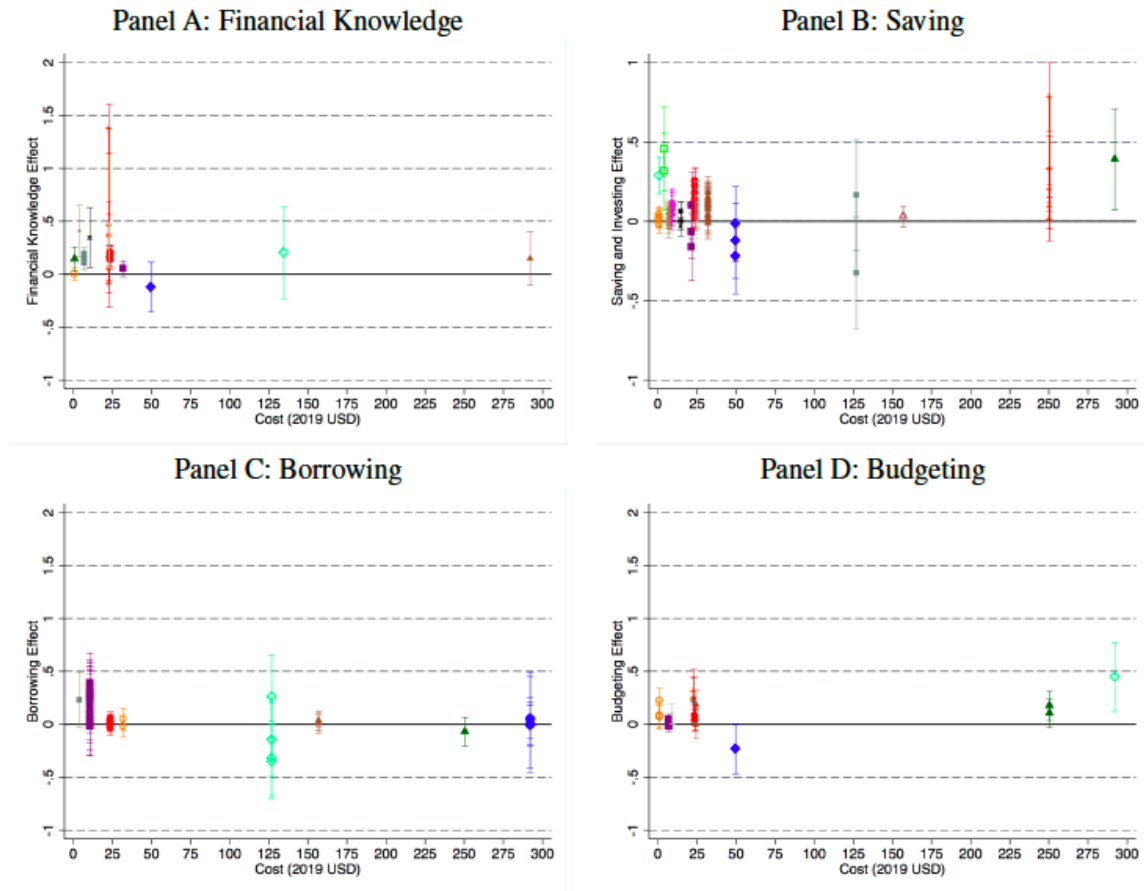 Panel A: Financial Knowledge
Financial Knowledge Effect
2
1.5
1
.5
0
-.5
-1
0 25 50 75 100 125 150 175 200 225 250 275 300
Cost (2019 USD)
Panel B: Saving
Saving and Investing Effect
1
.5
0
-.5
-1
0 25 50 75 100 125 150 175 200 225 250 275 300
Cost (2019 USD)
Panel C: Borrowing
Borrowing Effect
2
1.5
1
.5
0
-.5
-1
0 25 50 75 100 125 150 175 200 225 250 275 300
Cost (2019 USD)
Panel D: Budgeting
Budgeting Effect
2
1.5
1
.5
0
-.5
-1
0 25 50 75 100 125 150 175 200 225 250 275 300
Cost (2019 USD)